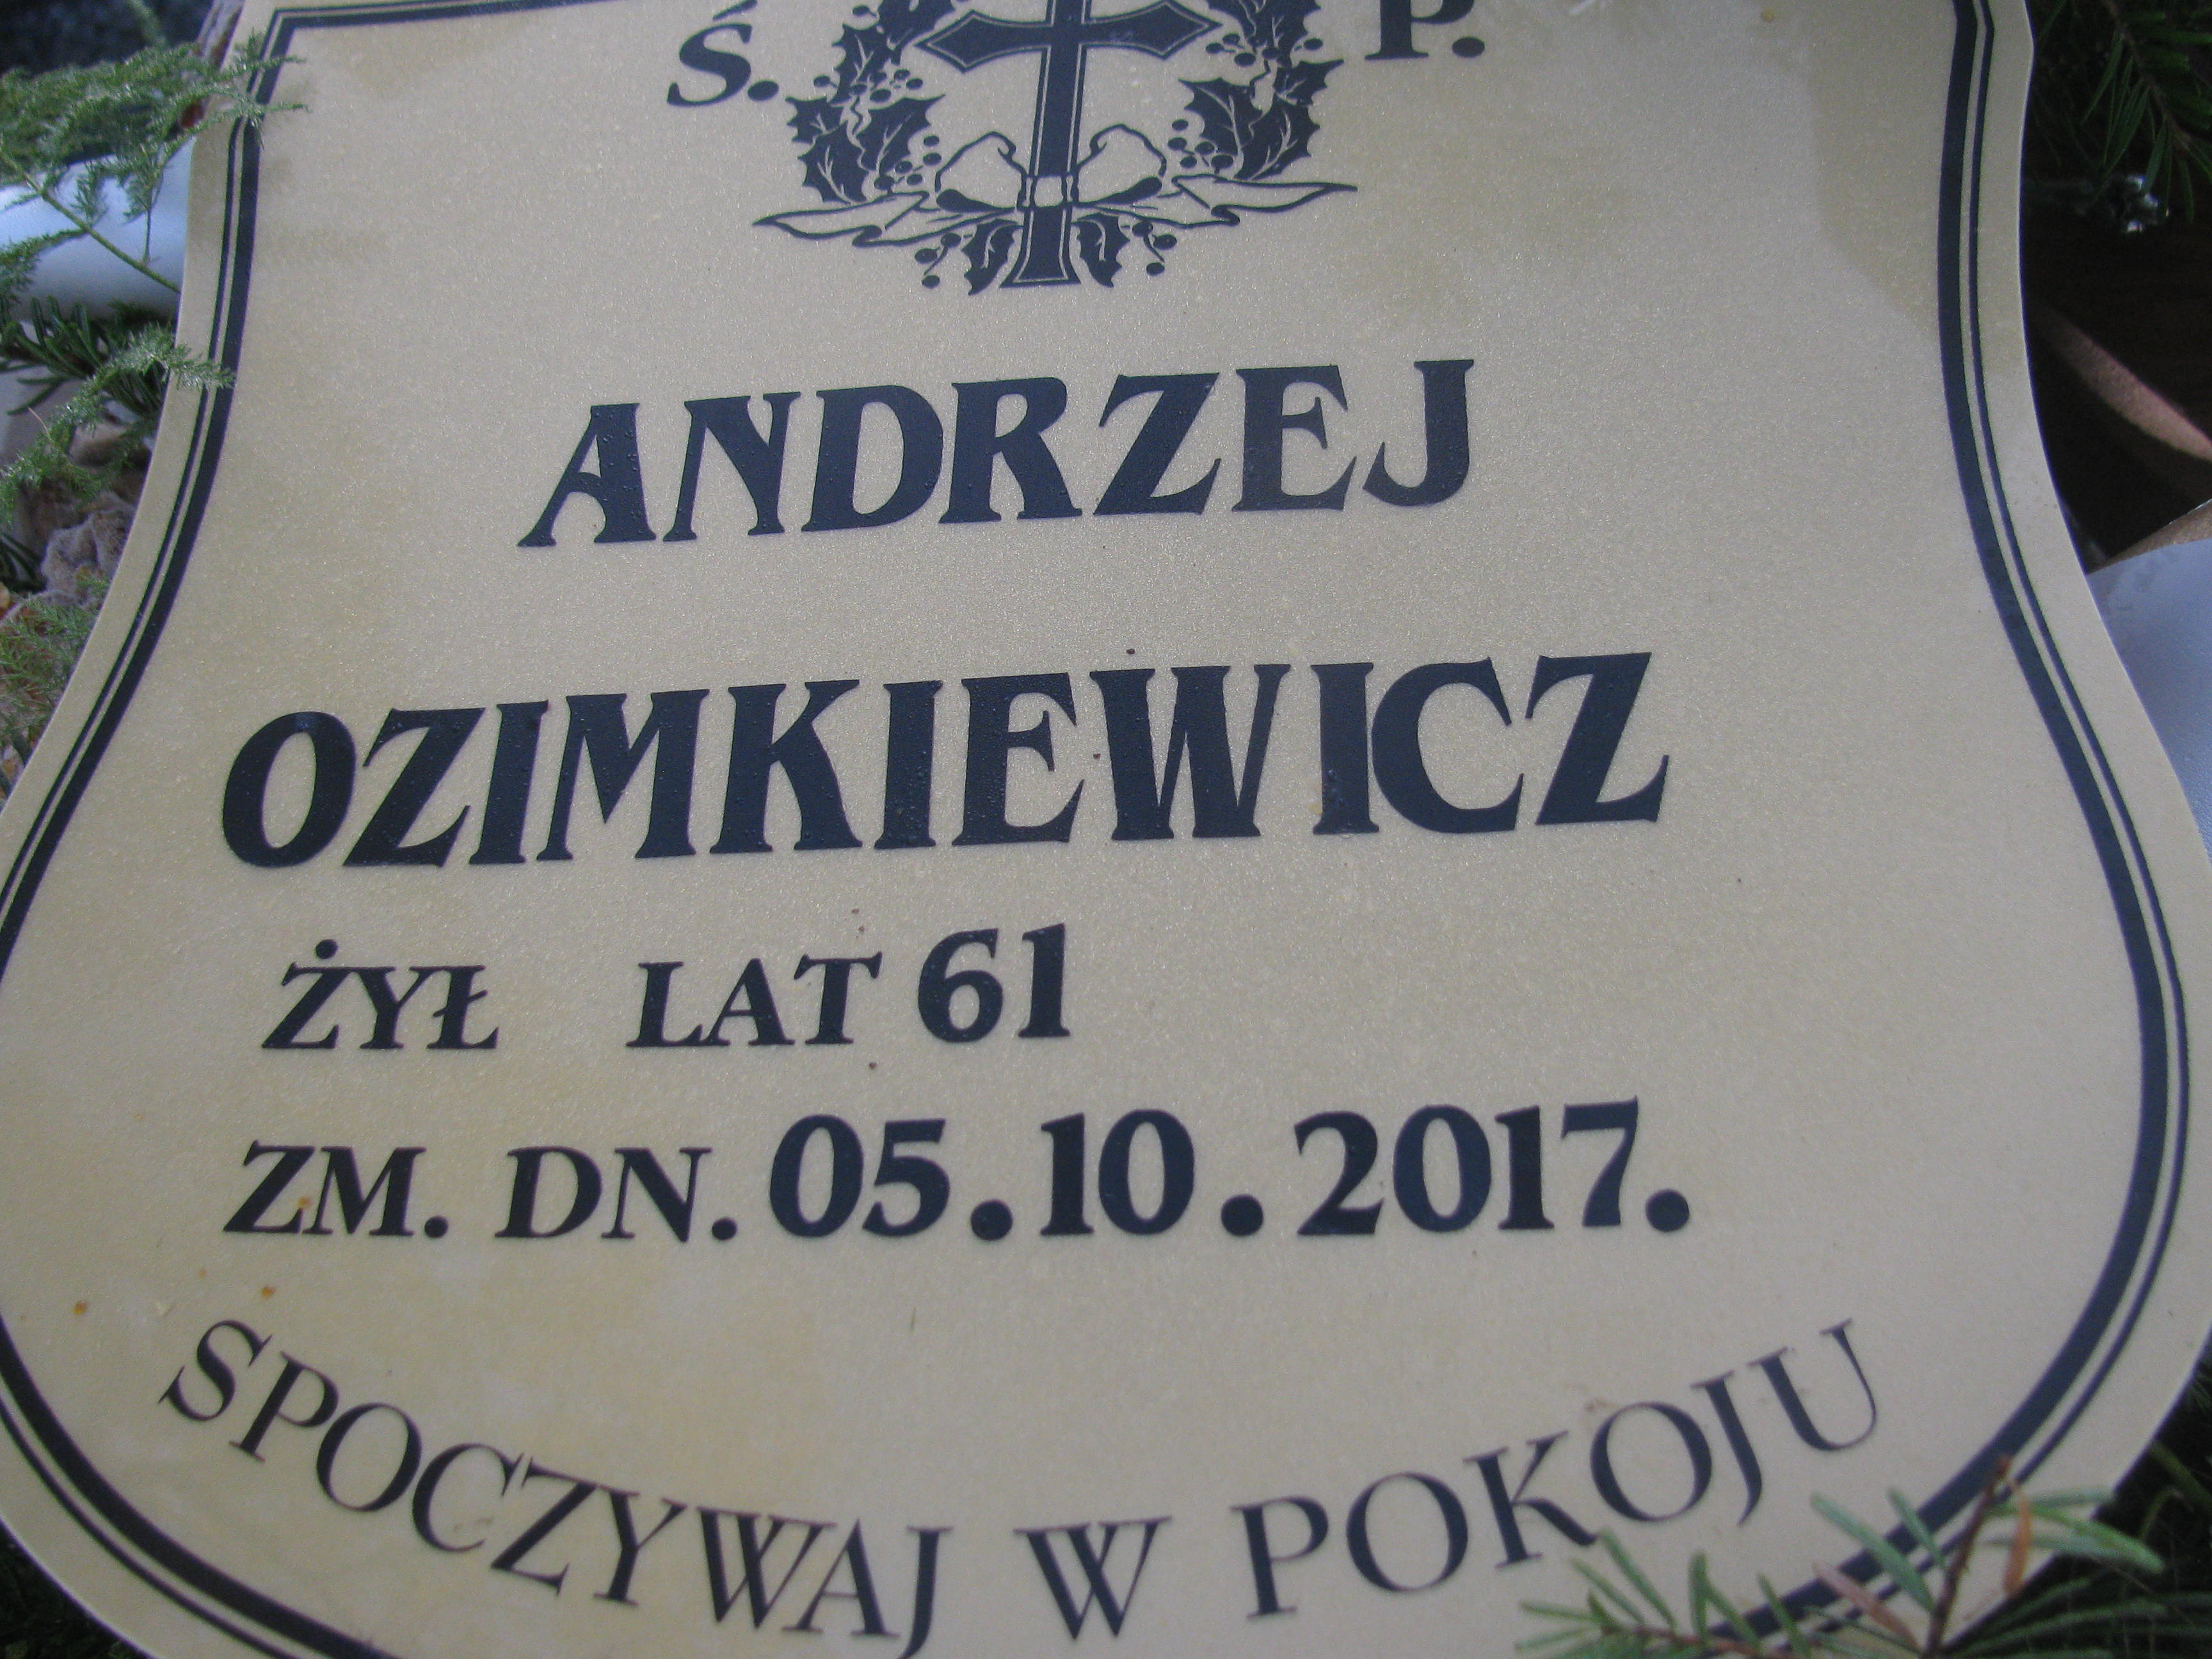 Ś. P.
ANDRZEJ
OZIMKIEWICZ
ŻYŁ LAT 61
ZM. DN. 05.10.2017.
SPOCZYWAJ W POKOJU